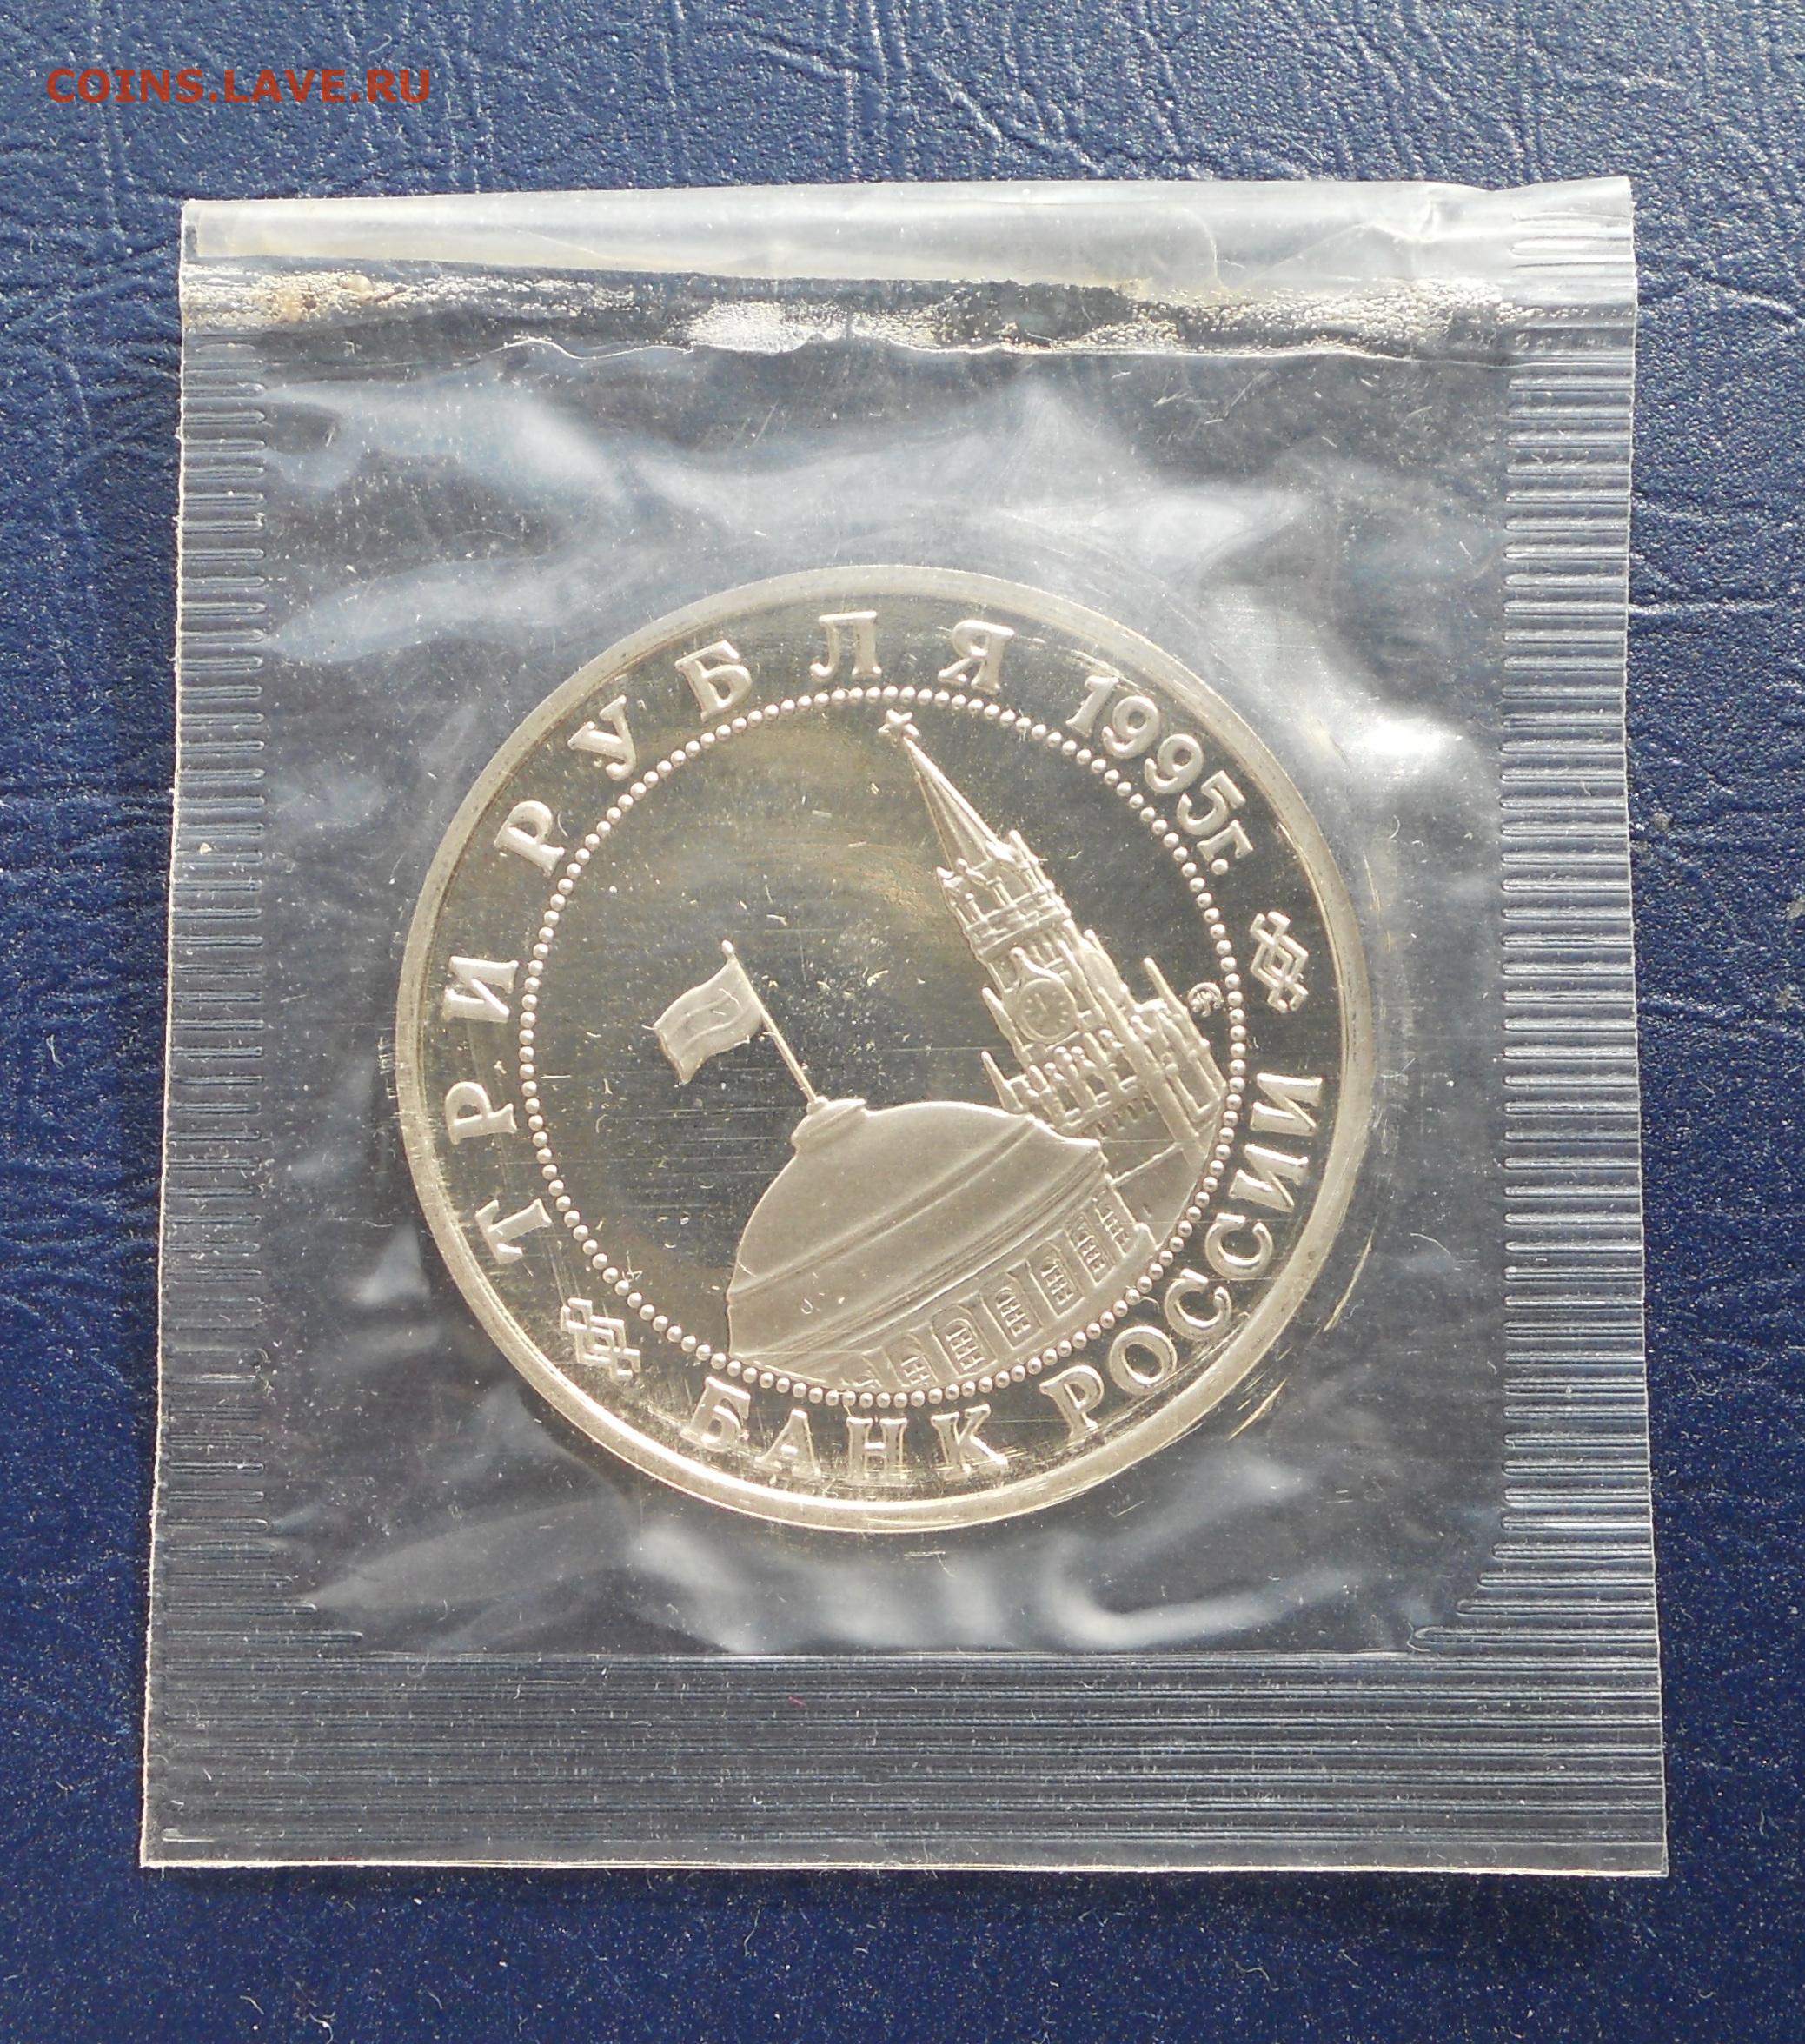 COINS.LAVE.RU
ТРИ РУБЛЯ 1995г.
БАНК РОССИИ